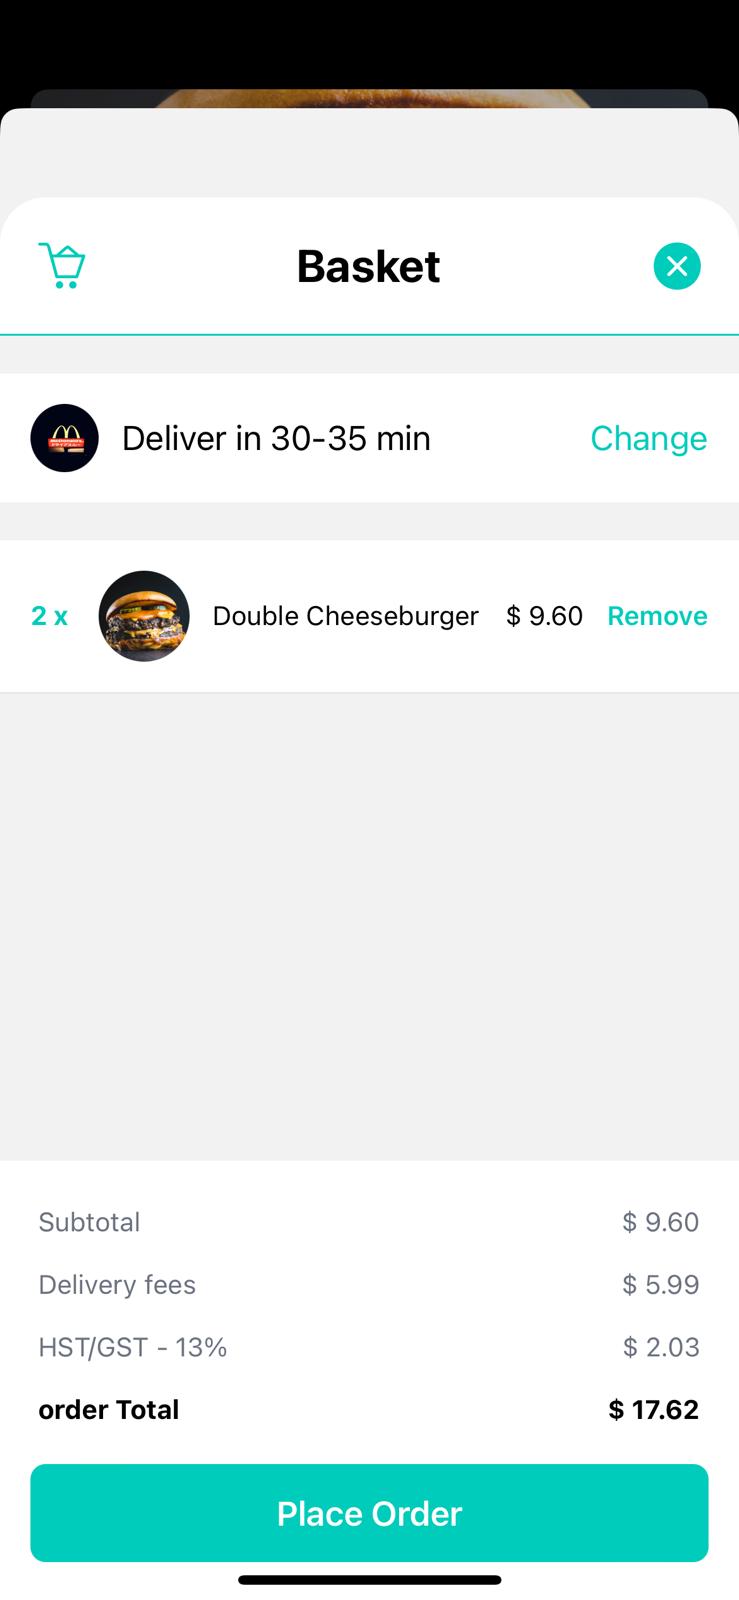 Basket
Deliver in 30-35 min Change
2 x Double Cheeseburger $ 9.60 Remove
Subtotal $ 9.60
Delivery fees $ 5.99
HST/GST - 13% $ 2.03
order Total $ 17.62
Place Order